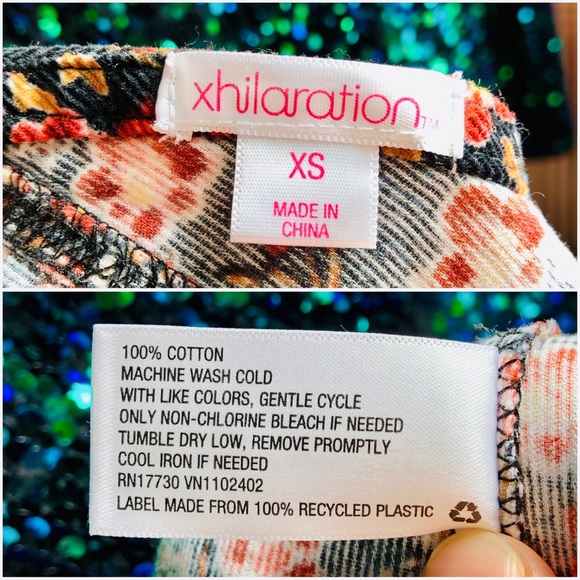 xhilaration
XS
MADE IN
CHINA
100% COTTON
MACHINE WASH COLD
WITH LIKE COLORS, GENTLE CYCLE
ONLY NON-CHLORINE BLEACH IF NEEDED
TUMBLE DRY LOW, REMOVE PROMPTLY
COOL IRON IF NEEDED
RN17730 VN1102402
LABEL MADE FROM 100% RECYCLED PLASTIC